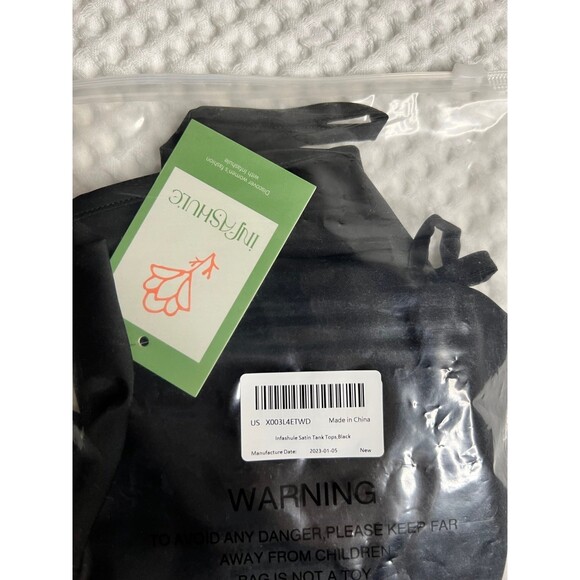 Discover women's fashion
with Infashule
INFASHULE
US X003L4ETWD Made in China
Infashule Satin Tank Tops,Black
Manufacture Date: 2023-01-05 New
WARNING
TO AVOID ANY DANGER,PLEASE KEEP FAR
AWAY FROM CHILDREN
BAG IS NOT A TOY